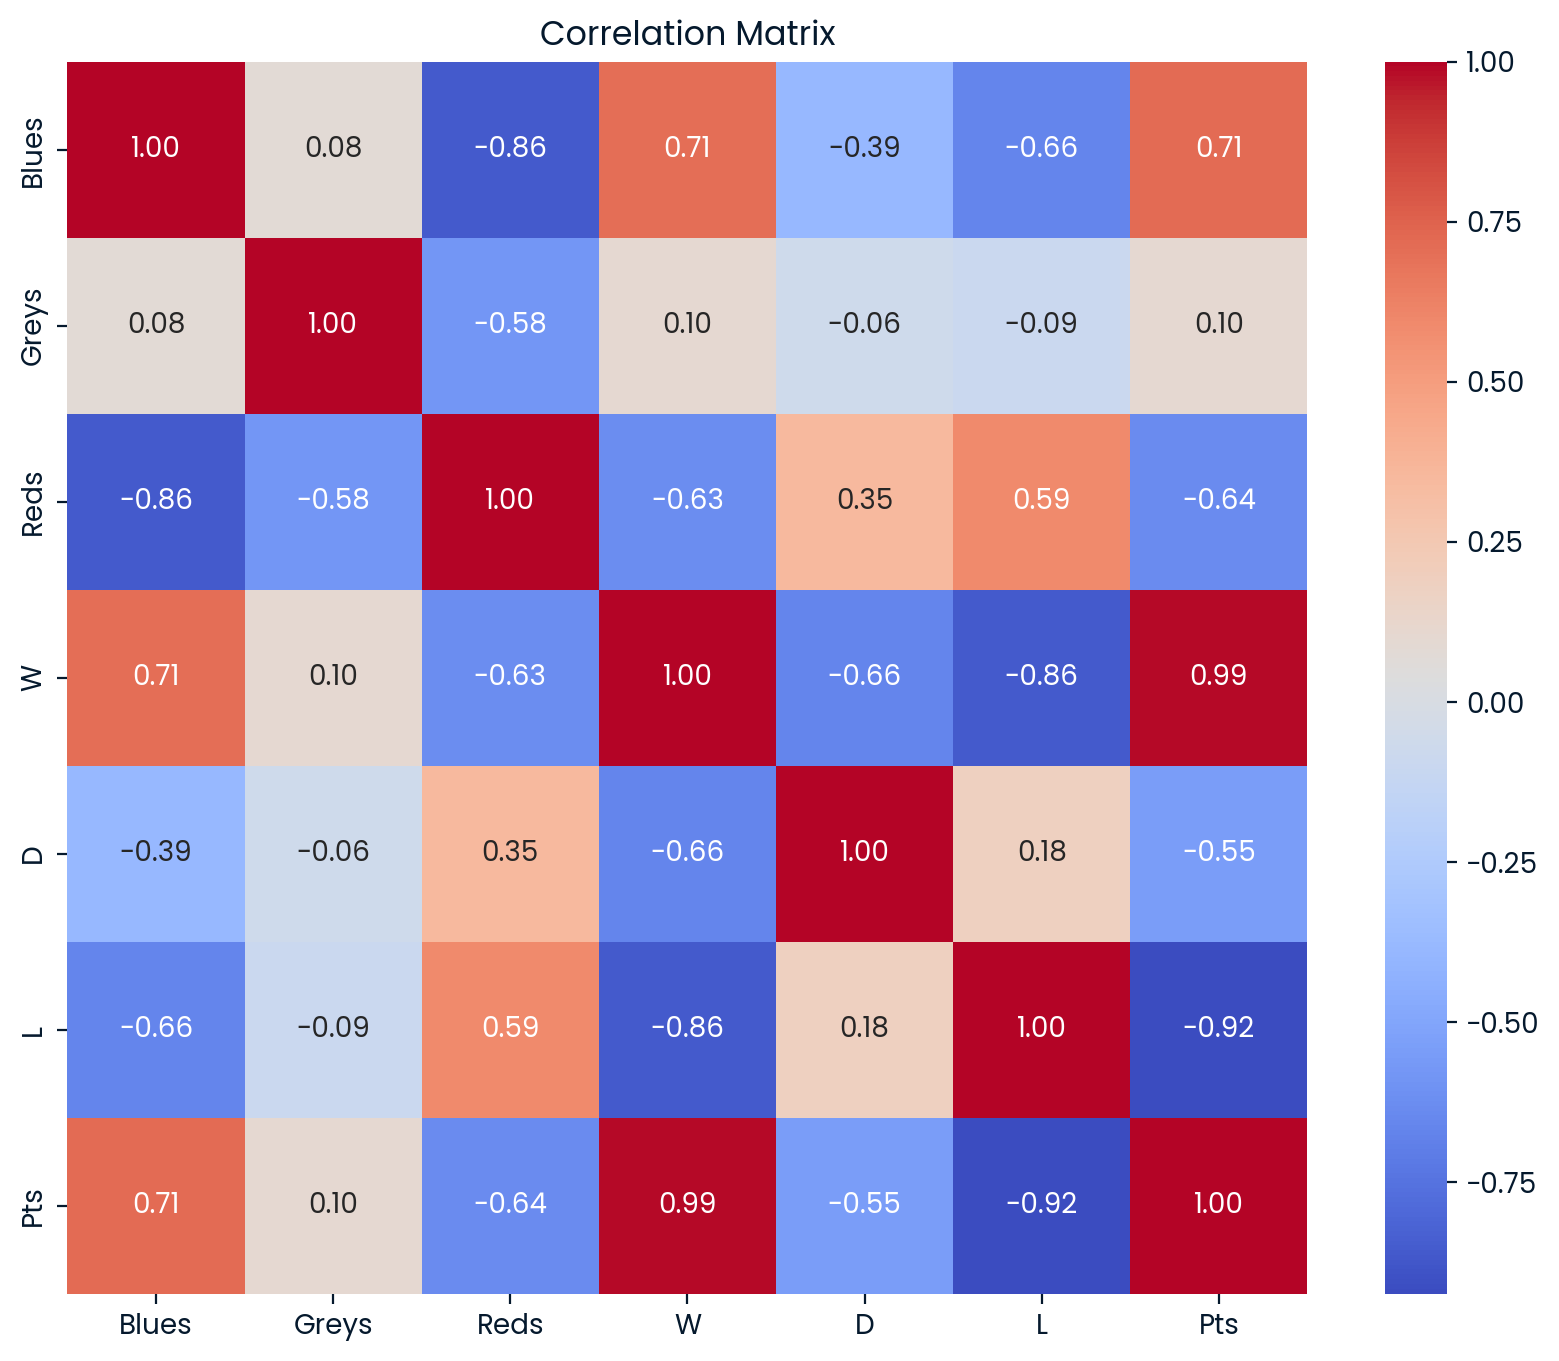 Correlation Matrix
Blues 1.00 0.08 −0.86 0.71 −0.39 −0.66 0.71
Greys 0.08 1.00 −0.58 0.10 −0.06 −0.09 0.10
Reds −0.86 −0.58 1.00 −0.63 0.35 0.59 −0.64
W 0.71 0.10 −0.63 1.00 −0.66 −0.86 0.99
D −0.39 −0.06 0.35 −0.66 1.00 0.18 −0.55
L −0.66 −0.09 0.59 −0.86 0.18 1.00 −0.92
Pts 0.71 0.10 −0.64 0.99 −0.55 −0.92 1.00
Blues Greys Reds W D L Pts
1.00
0.75
0.50
0.25
0.00
−0.25
−0.50
−0.75